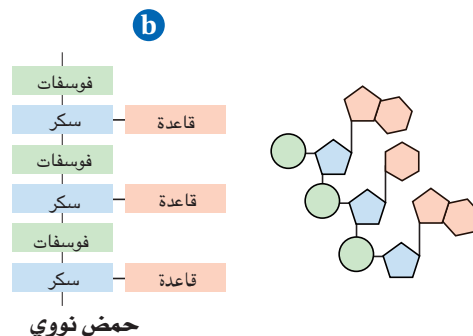 b
فوسفات
سكر
قاعدة
فوسفات
سكر
قاعدة
فوسفات
سكر
قاعدة
حمض نووي